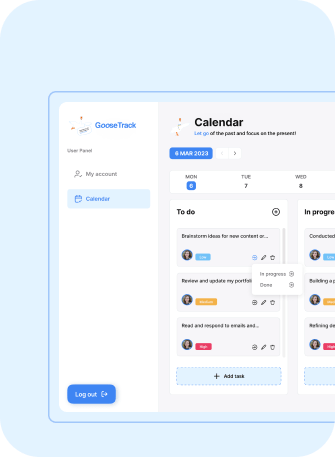 GooseTrack
User Panel
My account
Calendar
Log out
Calendar
Let go of the past and focus on the present!
6 MAR 2023
MON TUE WED
6 7 8
To do
Brainstorm ideas for new content or...
Low
In progress
Done
Review and update my portfoli
Medium
Read and respond to emails and...
High
Add task
In progre
Conducted
Low
Building a p
Refining de